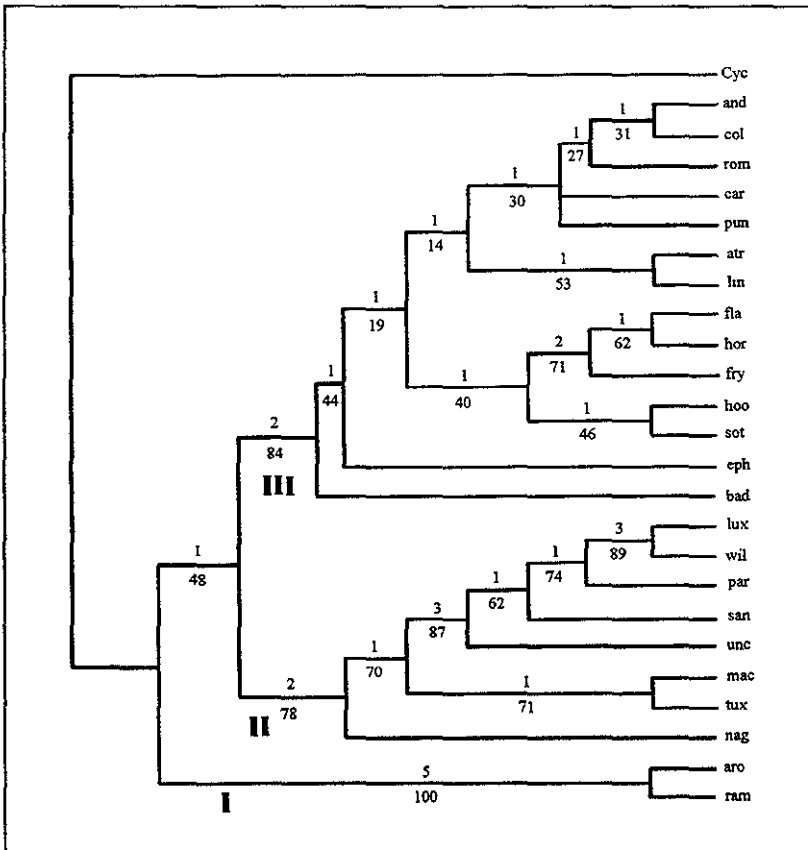 Cyc
and
1
31
col
1
27
rom
1
30
car
pun
1
14
atr
1
53
lin
1
19
fla
1
62
hor
2
71
fry
1
40
1
44
hoo
1
46
sot
2
84
III
eph
bad
lux
3
89
wil
1
74
par
1
48
1
62
san
3
87
unc
1
70
mac
1
71
tux
2
78
II
nag
aro
5
100
ram
I